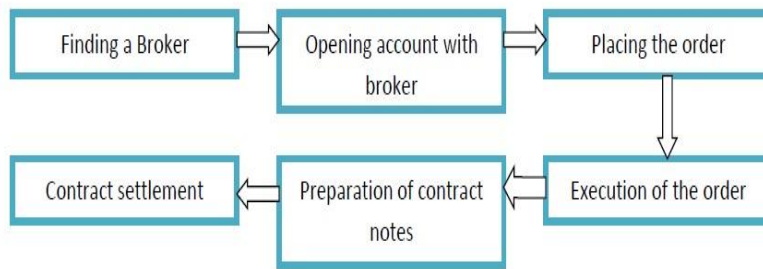 Finding a Broker
Opening account with
broker
Placing the order
Execution of the order
Preparation of contract
notes
Contract settlement